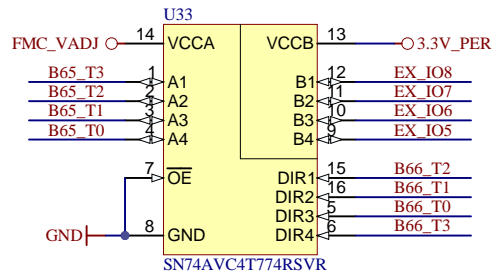 U33
FMC_VADJ 14 VCCA VCCB 13 3.3V_PER
B65_T3 1 A1 B1 12 EX_IO8
B65_T2 2 A2 B2 11 EX_IO7
B65_T1 3 A3 B3 10 EX_IO6
B65_T0 4 A4 B4 9 EX_IO5
7 OE DIR1 15 B66_T2
DIR2 16 B66_T1
DIR3 5 B66_T0
GND 8 GND DIR4 6 B66_T3
SN74AVC4T774RSVR